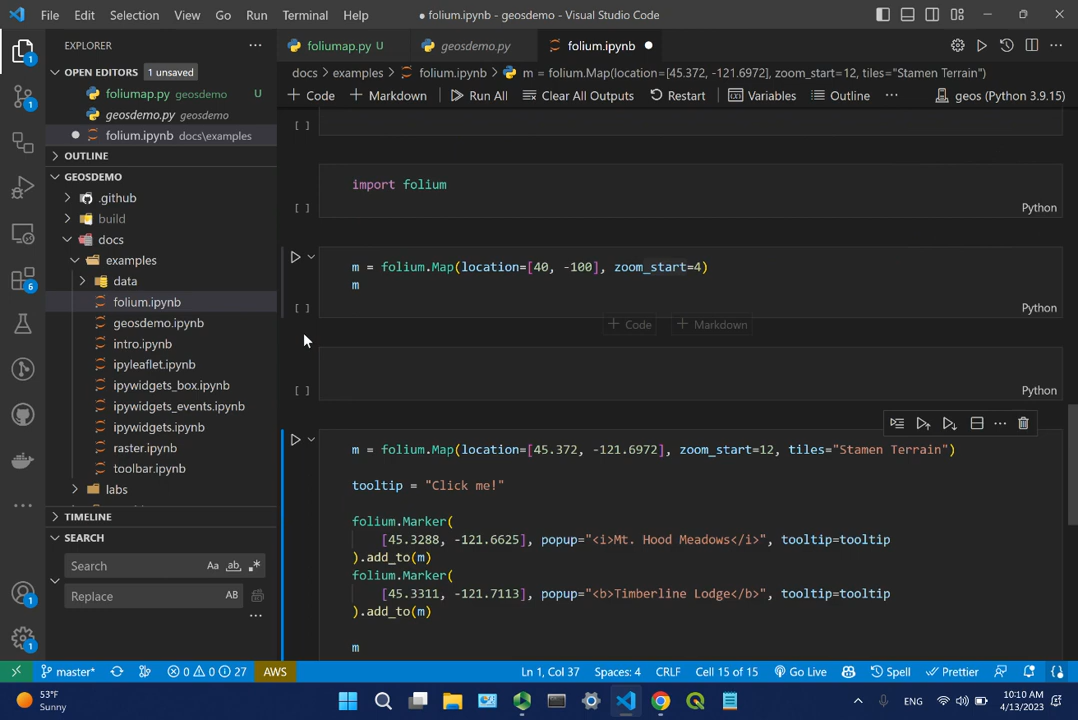 File Edit Selection View Go Run Terminal Help
● folium.ipynb - geosdemo - Visual Studio Code
EXPLORER
OPEN EDITORS 1 unsaved
foliumap.py geosdemo U
geosdemo.py geosdemo
folium.ipynb docs\examples
OUTLINE
GEOSDEMO
.github
build
docs
examples
data
folium.ipynb
geosdemo.ipynb
intro.ipynb
ipyleaflet.ipynb
ipywidgets_box.ipynb
ipywidgets_events.ipynb
ipywidgets.ipynb
raster.ipynb
toolbar.ipynb
labs
TIMELINE
SEARCH
Search
Aa ab
Replace
AB
1
6
1
1
foliumap.py U
geosdemo.py
folium.ipynb
docs > examples > folium.ipynb > m = folium.Map(location=[45.372, -121.6972], zoom_start=12, tiles="Stamen Terrain")
+ Code + Markdown Run All Clear All Outputs Restart Variables Outline ... geos (Python 3.9.15)
[ ]
import folium
[ ] Python
m = folium.Map(location=[40, -100], zoom_start=4)
m
[ ] Python
+ Code + Markdown
[ ] Python
m = folium.Map(location=[45.372, -121.6972], zoom_start=12, tiles="Stamen Terrain")
tooltip = "Click me!"
folium.Marker(
[45.3288, -121.6625], popup="<i>Mt. Hood Meadows</i>", tooltip=tooltip
).add_to(m)
folium.Marker(
[45.3311, -121.7113], popup="<b>Timberline Lodge</b>", tooltip=tooltip
).add_to(m)
m
master* 0 0 27 AWS Ln 1, Col 37 Spaces: 4 CRLF Cell 15 of 15 Go Live Spell Prettier
53°F
Sunny
ENG
10:10 AM
4/13/2023